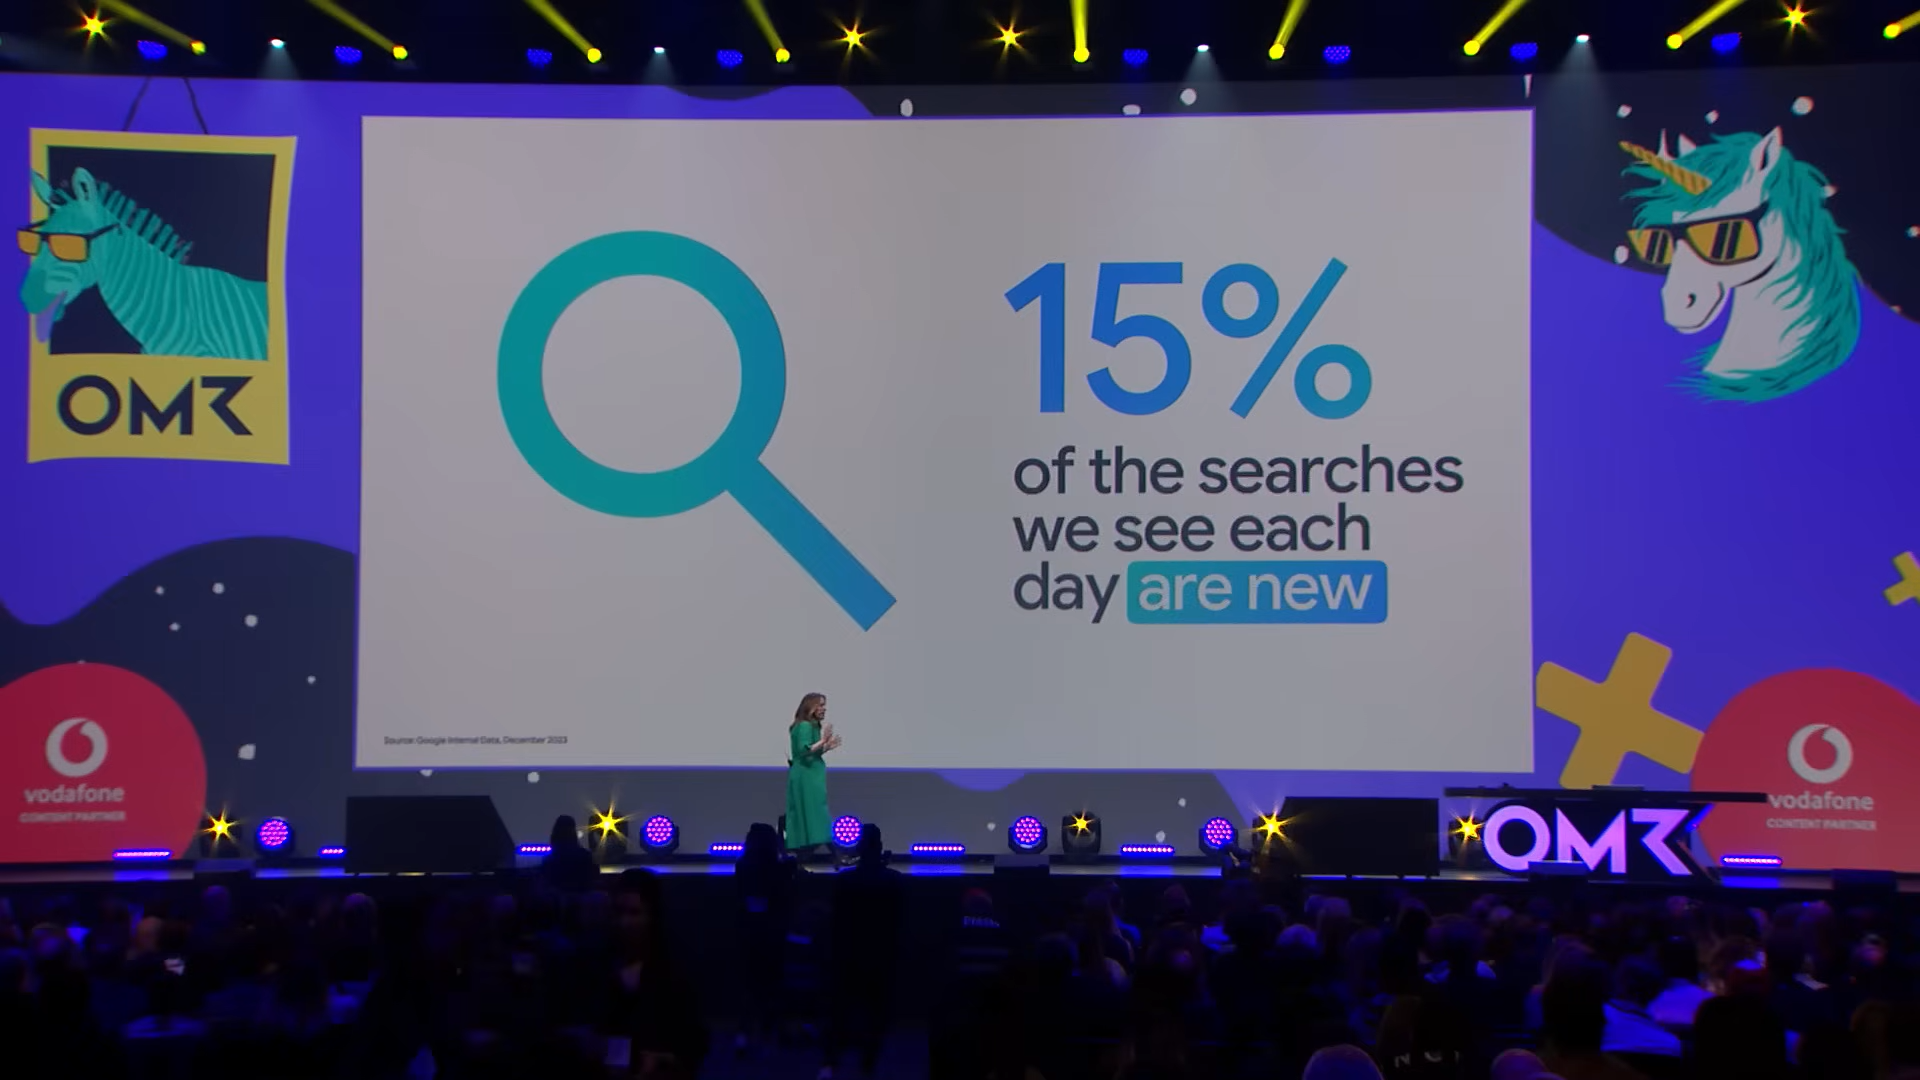 OMR
15%
of the searches
we see each
day are new
Source: Google Internal Data, December 2023
vodafone
CONTENT PARTNER
OMR
vodafone
CONTENT PARTNER